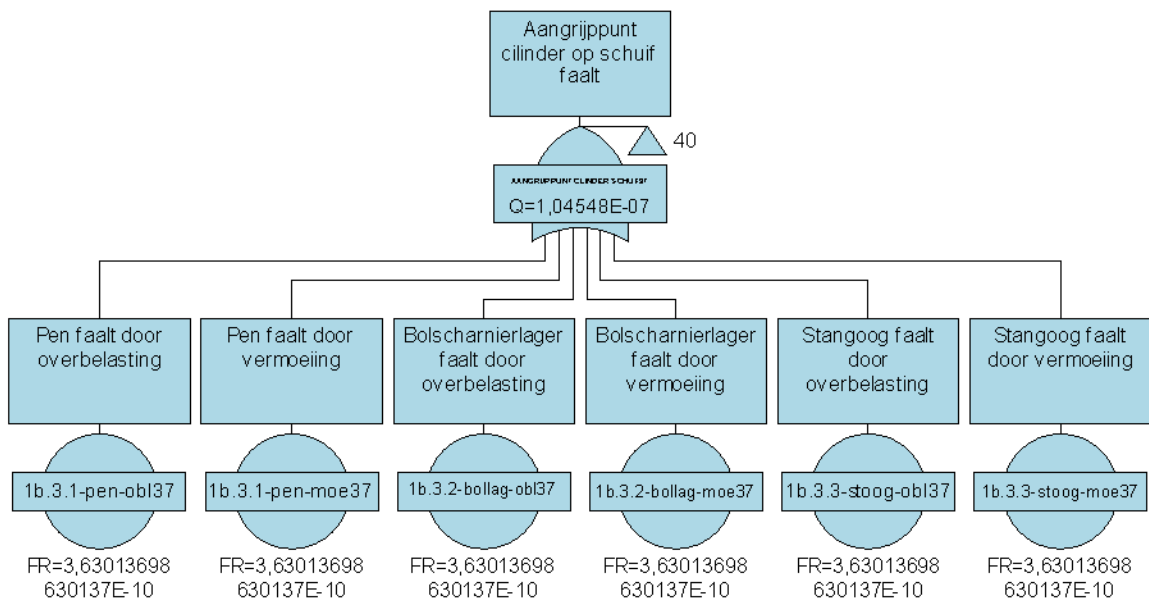 Aangrijppunt
cilinder op schuif
faalt
40
Q=1,04548E-07
Pen faalt door
overbelasting
Pen faalt door
vermoeiing
Bolscharnierlager
faalt door
overbelasting
Bolscharnierlager
faalt door
vermoeiing
Stangoog faalt
door
overbelasting
Stangoog faalt
door vermoeiing
1b.3.1-pen-obl37
1b.3.1-pen-moe37
1b.3.2-bollag-obl37
1b.3.2-bollag-moe37
1b.3.3-stoog-obl37
1b.3.3-stoog-moe37
FR=3,63013698
630137E-10
FR=3,63013698
630137E-10
FR=3,63013698
630137E-10
FR=3,63013698
630137E-10
FR=3,63013698
630137E-10
FR=3,63013698
630137E-10